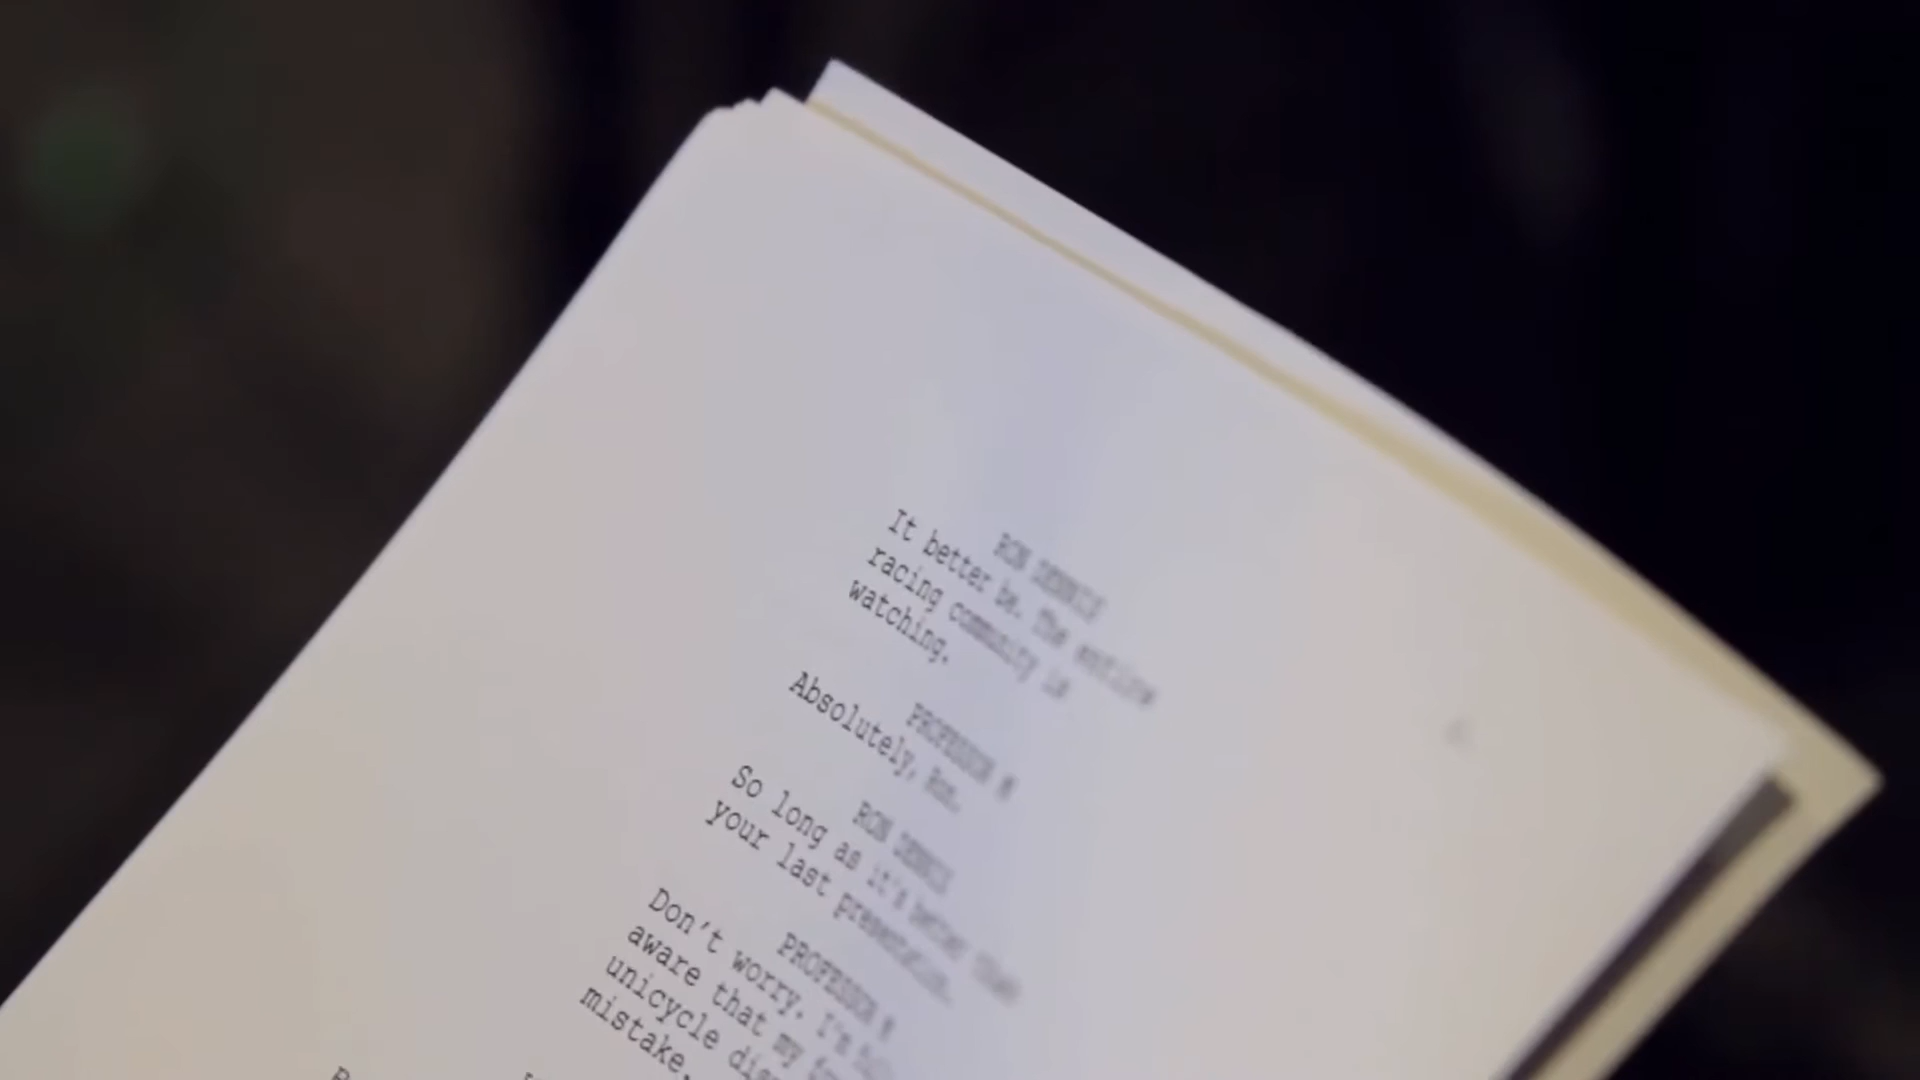 RON DENNIS
It better be. The entire
racing community is
watching.
PROFESSOR M
Absolutely, Ron.
RON DENNIS
So long as it's better than
your last presentation.
PROFESSOR M
Don't worry. I'm
aware that my
unicycle
mistake.